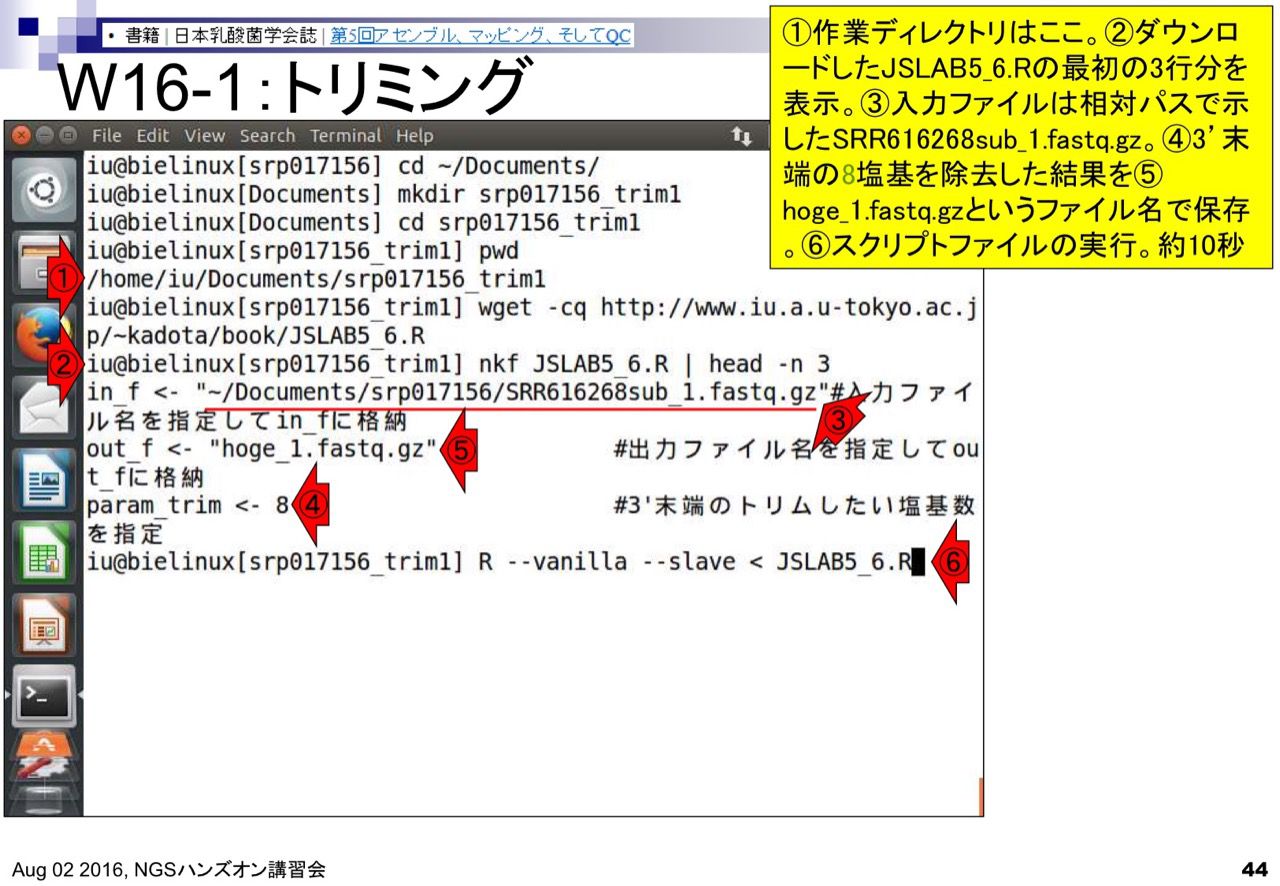 • 書籍 | 日本乳酸菌学会誌 | 第5回アセンブル、マッピング、そしてQC
W16-1：トリミング
①作業ディレクトリはここ。②ダウンロ
ードしたJSLAB5_6.Rの最初の3行分を
表示。③入力ファイルは相対パスで示
したSRR616268sub_1.fastq.gz。④3’末
端の8塩基を除去した結果を⑤
hoge_1.fastq.gzというファイル名で保存
。⑥スクリプトファイルの実行。約10秒
File Edit View Search Terminal Help
iu@bielinux[srp017156] cd ~/Documents/
iu@bielinux[Documents] mkdir srp017156_trim1
iu@bielinux[Documents] cd srp017156_trim1
iu@bielinux[srp017156_trim1] pwd
①
/home/iu/Documents/srp017156_trim1
iu@bielinux[srp017156_trim1] wget -cq http://www.iu.a.u-tokyo.ac.j
p/~kadota/book/JSLAB5_6.R
②
iu@bielinux[srp017156_trim1] nkf JSLAB5_6.R | head -n 3
in_f <- "~/Documents/srp017156/SRR616268sub_1.fastq.gz"#入力ファイ
ル名を指定してin_fに格納
③
out_f <- "hoge_1.fastq.gz" ⑤ #出力ファイル名を指定してou
t_fに格納
param_trim <- 8 ④ #3'末端のトリムしたい塩基数
を指定
iu@bielinux[srp017156_trim1] R --vanilla --slave < JSLAB5_6.R ⑥
Aug 02 2016, NGSハンズオン講習会
44